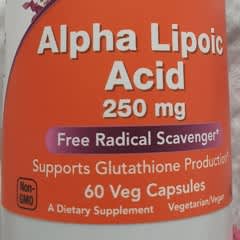 Alpha Lipoic
Acid
250 mg
Free Radical Scavenger†
Supports Glutathione Production†
60 Veg Capsules
Non-
GMO
A Dietary Supplement Vegetarian/Vegan